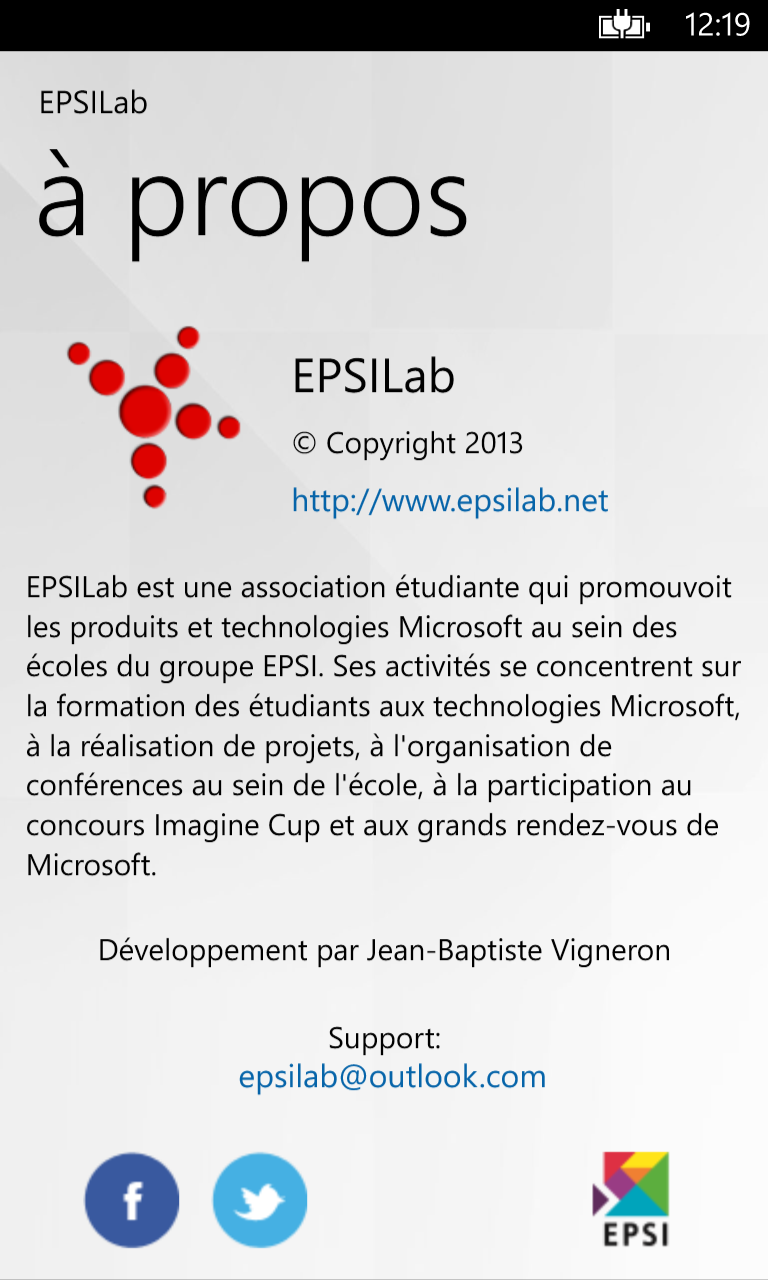 12:19
EPSILab
à propos
EPSILab
© Copyright 2013
http://www.epsilab.net
EPSILab est une association étudiante qui promouvoit
les produits et technologies Microsoft au sein des
écoles du groupe EPSI. Ses activités se concentrent sur
la formation des étudiants aux technologies Microsoft,
à la réalisation de projets, à l'organisation de
conférences au sein de l'école, à la participation au
concours Imagine Cup et aux grands rendez-vous de
Microsoft.
Développement par Jean-Baptiste Vigneron
Support:
epsilab@outlook.com
f
EPSI